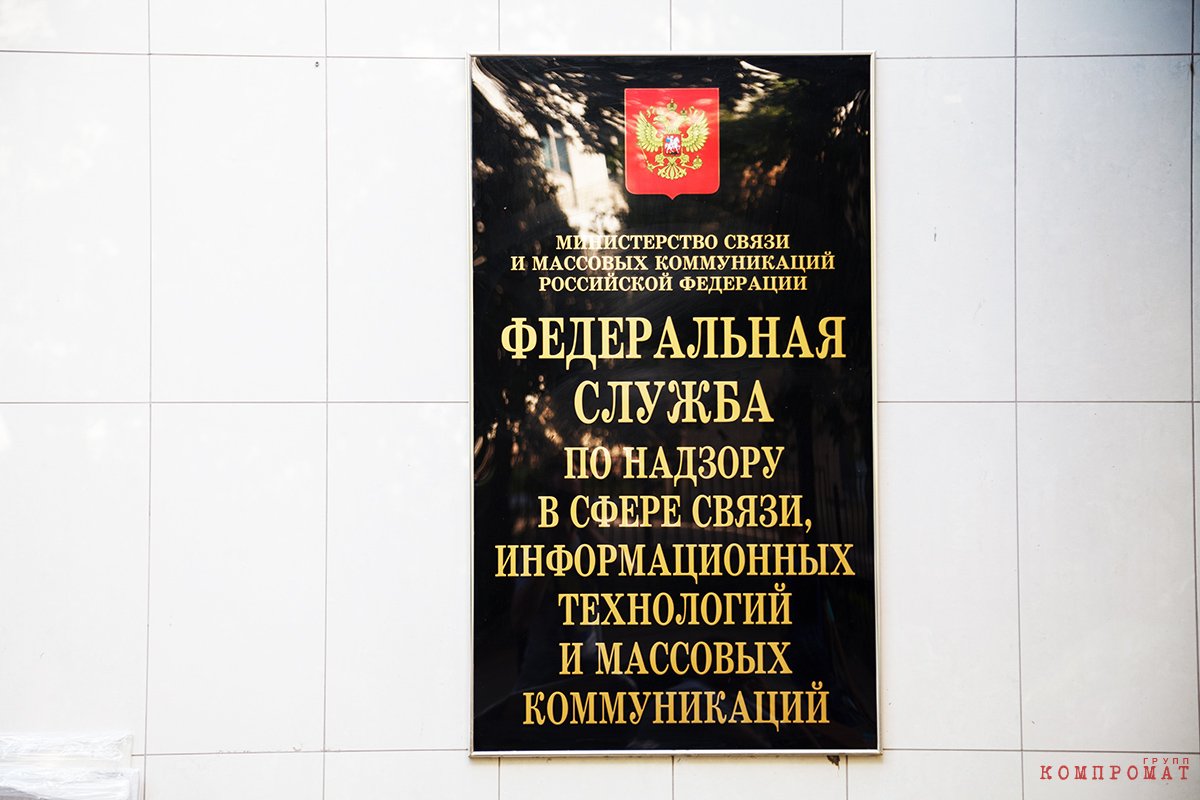 МИНИСТЕРСТВО СВЯЗИ
И МАССОВЫХ КОММУНИКАЦИЙ
РОССИЙСКОЙ ФЕДЕРАЦИИ
ФЕДЕРАЛЬНАЯ
СЛУЖБА
ПО НАДЗОРУ
В СФЕРЕ СВЯЗИ,
ИНФОРМАЦИОННЫХ
ТЕХНОЛОГИЙ
И МАССОВЫХ
КОММУНИКАЦИЙ
ГРУПП
КОМПРОМАТ